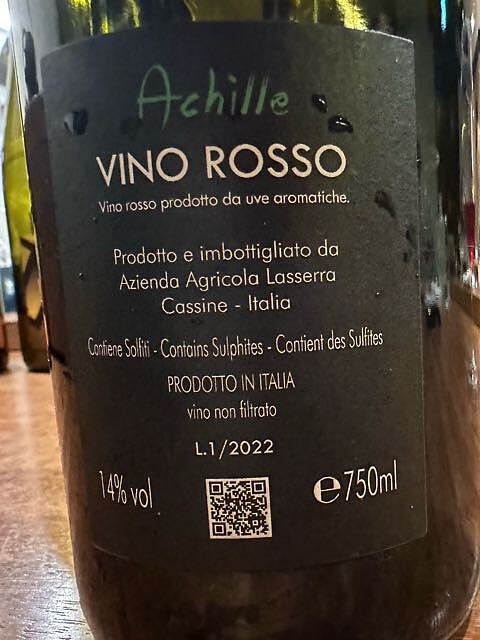 Achille
VINO ROSSO
Vino rosso prodotto da uve aromatiche.
Prodotto e imbottigliato da
Azienda Agricola Lasserra
Cassine - Italia
Contiene Solfiti - Contains Sulphites - Contient des Sulfites
PRODOTTO IN ITALIA
vino non filtrato
L.1/2022
14% vol
℮750ml